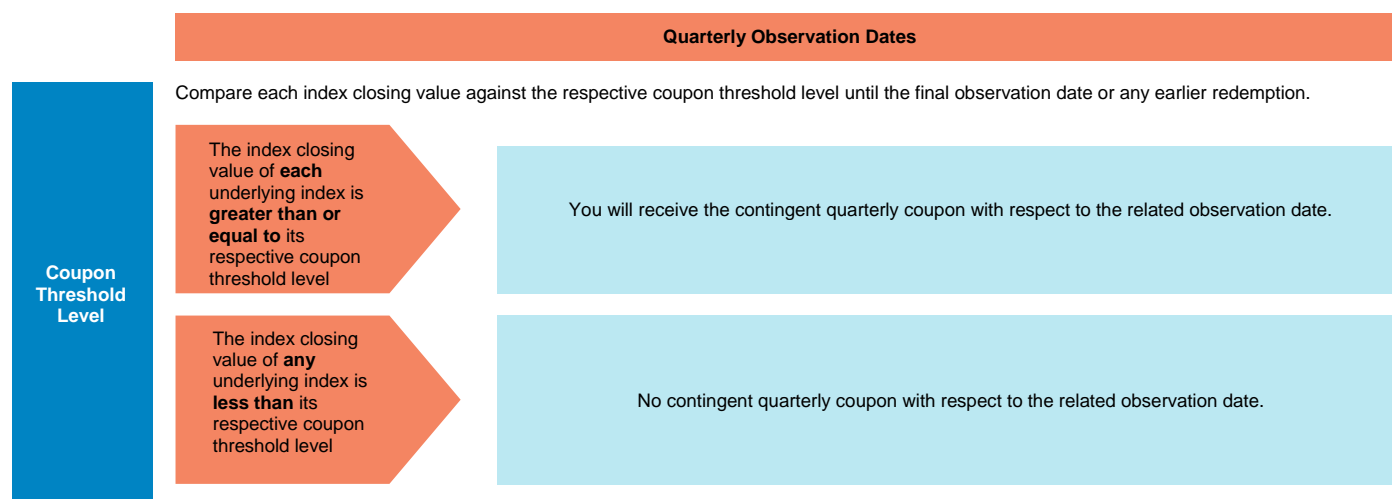 Quarterly Observation Dates
Compare each index closing value against the respective coupon threshold level until the final observation date or any earlier redemption.
Coupon
Threshold
Level
The index closing
value of each
underlying index is
greater than or
equal to its
respective coupon
threshold level
You will receive the contingent quarterly coupon with respect to the related observation date.
The index closing
value of any
underlying index is
less than its
respective coupon
threshold level
No contingent quarterly coupon with respect to the related observation date.